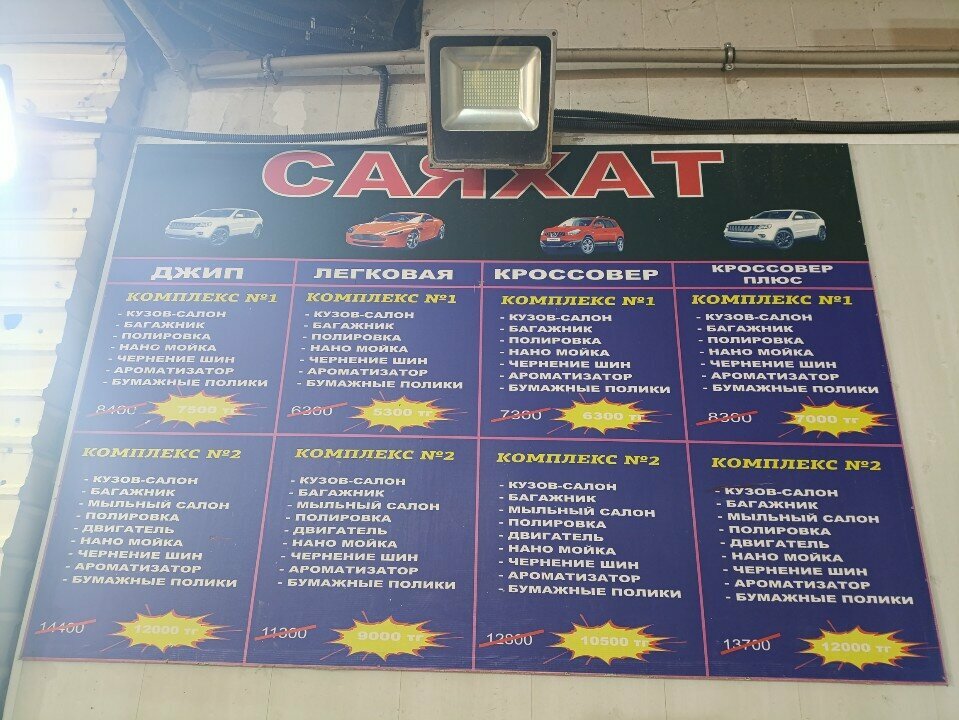 САЯХАТ
ДЖИП
КОМПЛЕКС №1
- КУЗОВ-САЛОН
- БАГАЖНИК
- ПОЛИРОВКА
- НАНО МОЙКА
- ЧЕРНЕНИЕ ШИН
- АРОМАТИЗАТОР
- БУМАЖНЫЕ ПОЛИКИ
8400 7500 тг
КОМПЛЕКС №2
- КУЗОВ-САЛОН
- БАГАЖНИК
- МЫЛЬНЫЙ САЛОН
- ПОЛИРОВКА
- ДВИГАТЕЛЬ
- НАНО МОЙКА
- ЧЕРНЕНИЕ ШИН
- АРОМАТИЗАТОР
- БУМАЖНЫЕ ПОЛИКИ
14400 12000 тг
ЛЕГКОВАЯ
КОМПЛЕКС №1
- КУЗОВ-САЛОН
- БАГАЖНИК
- ПОЛИРОВКА
- НАНО МОЙКА
- ЧЕРНЕНИЕ ШИН
- АРОМАТИЗАТОР
- БУМАЖНЫЕ ПОЛИКИ
6300 5300 тг
КОМПЛЕКС №2
- КУЗОВ-САЛОН
- БАГАЖНИК
- МЫЛЬНЫЙ САЛОН
- ПОЛИРОВКА
- ДВИГАТЕЛЬ
- НАНО МОЙКА
- ЧЕРНЕНИЕ ШИН
- АРОМАТИЗАТОР
- БУМАЖНЫЕ ПОЛИКИ
11300 9000 тг
КРОССОВЕР
КОМПЛЕКС №1
- КУЗОВ-САЛОН
- БАГАЖНИК
- ПОЛИРОВКА
- НАНО МОЙКА
- ЧЕРНЕНИЕ ШИН
- АРОМАТИЗАТОР
- БУМАЖНЫЕ ПОЛИКИ
7300 6300 тг
КОМПЛЕКС №2
- КУЗОВ-САЛОН
- БАГАЖНИК
- МЫЛЬНЫЙ САЛОН
- ПОЛИРОВКА
- ДВИГАТЕЛЬ
- НАНО МОЙКА
- ЧЕРНЕНИЕ ШИН
- АРОМАТИЗАТОР
- БУМАЖНЫЕ ПОЛИКИ
12800 10500 тг
КРОССОВЕР
ПЛЮС
КОМПЛЕКС №1
- КУЗОВ-САЛОН
- БАГАЖНИК
- ПОЛИРОВКА
- НАНО МОЙКА
- ЧЕРНЕНИЕ ШИН
- АРОМАТИЗАТОР
- БУМАЖНЫЕ ПОЛИКИ
8300 7000 тг
КОМПЛЕКС №2
- КУЗОВ-САЛОН
- БАГАЖНИК
- МЫЛЬНЫЙ САЛОН
- ПОЛИРОВКА
- ДВИГАТЕЛЬ
- НАНО МОЙКА
- ЧЕРНЕНИЕ ШИН
- АРОМАТИЗАТОР
- БУМАЖНЫЕ ПОЛИКИ
13700 12000 тг